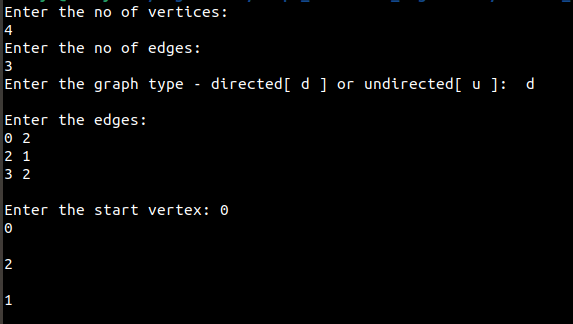 Enter the no of vertices:
4
Enter the no of edges:
3
Enter the graph type - directed[ d ] or undirected[ u ]:  d
Enter the edges:
0 2
2 1
3 2
Enter the start vertex: 0
0
2
1